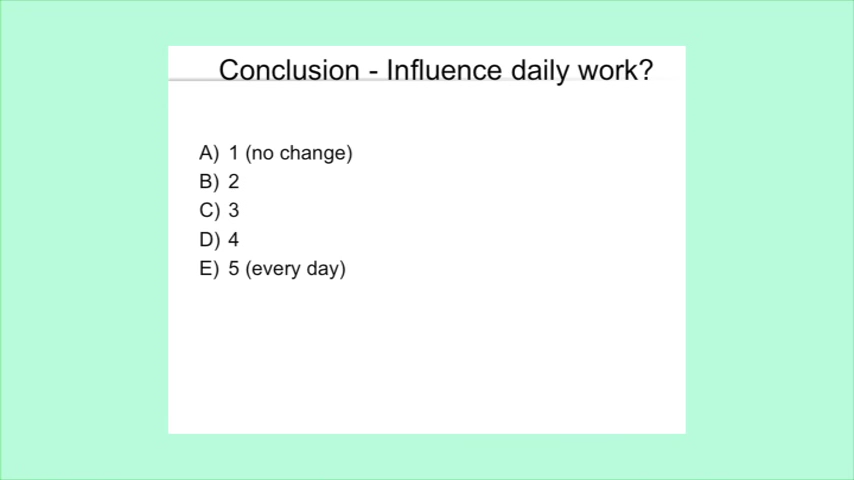 Conclusion - Influence daily work?
A) 1 (no change)
B) 2
C) 3
D) 4
E) 5 (every day)